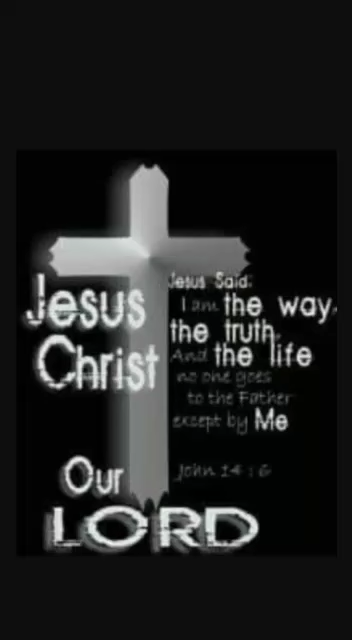 Jesus
Christ
Our
LORD
Jesus Said:
I am the way,
the truth,
And the life
no one goes
to the Father
except by Me
John 14:6